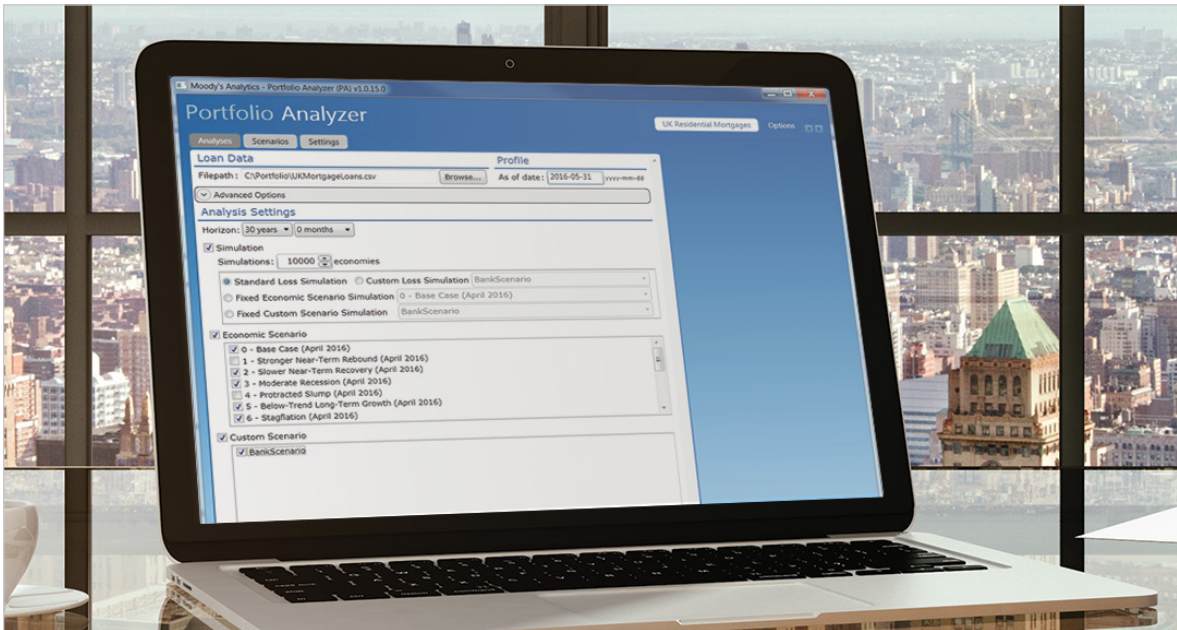 Moody's Analytics - Portfolio Analyzer (PA) v1.0.15.0
Portfolio Analyzer
UK Residential Mortgages Options
Analyses Scenarios Settings
Loan Data Profile
Filepath: C:\Portfolio\UKMortgageLoans.csv Browse... As of date: 2016-05-31 yyyy-mm-dd
Advanced Options
Analysis Settings
Horizon: 30 years 0 months
Simulation
Simulations: 10000 economies
Standard Loss Simulation Custom Loss Simulation BankScenario
Fixed Economic Scenario Simulation 0 - Base Case (April 2016)
Fixed Custom Scenario Simulation BankScenario
Economic Scenario
0 - Base Case (April 2016)
1 - Stronger Near-Term Rebound (April 2016)
2 - Slower Near-Term Recovery (April 2016)
3 - Moderate Recession (April 2016)
4 - Protracted Slump (April 2016)
5 - Below-Trend Long-Term Growth (April 2016)
6 - Stagflation (April 2016)
Custom Scenario
BankScenario